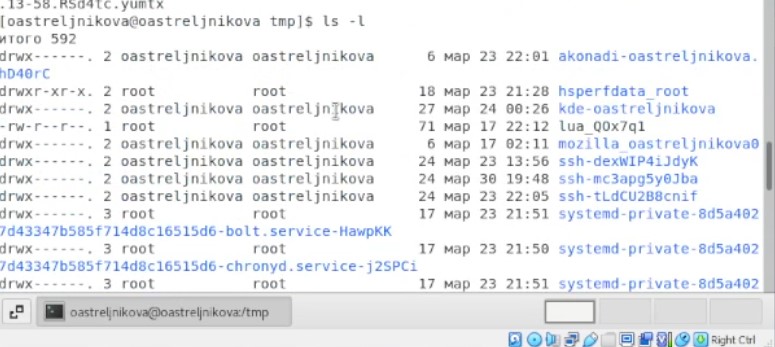 .13-58.RSd4tc.yumtx
[oastreljnikova@oastreljnikova tmp]$ ls -l
итого 592
drwx------. 2 oastreljnikova oastreljnikova 6 мар 23 22:01 akonadi-oastreljnikova.
hD40rC
drwxr-xr-x. 2 root root 18 мар 23 21:28 hsperfdata_root
drwx------. 2 oastreljnikova oastreljnikova 27 мар 24 00:26 kde-oastreljnikova
-rw-r--r--. 1 root root 71 мар 17 22:12 lua_QOx7q1
drwx------. 2 oastreljnikova oastreljnikova 6 мар 17 02:11 mozilla_oastreljnikova0
drwx------. 2 oastreljnikova oastreljnikova 24 мар 23 13:56 ssh-dexWIP4iJdyK
drwx------. 2 oastreljnikova oastreljnikova 24 мар 30 19:48 ssh-mc3apg5y0Jba
drwx------. 2 oastreljnikova oastreljnikova 24 мар 23 22:05 ssh-tLdCU2B8cnif
drwx------. 3 root root 17 мар 23 21:51 systemd-private-8d5a402
7d43347b585f714d8c16515d6-bolt.service-HawpKK
drwx------. 3 root root 17 мар 23 21:50 systemd-private-8d5a402
7d43347b585f714d8c16515d6-chronyd.service-j2SPCi
drwx------. 3 root root 17 мар 23 21:51 systemd-private-8d5a402
oastreljnikova@oastreljnikova:/tmp
Right Ctrl